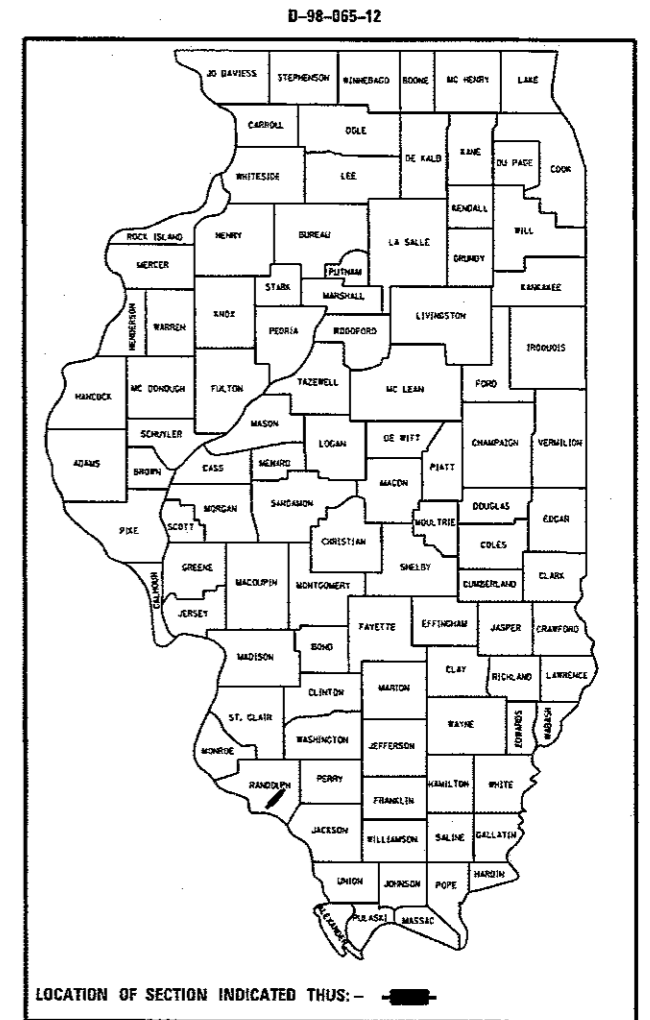 D-98-065-12
JO DAVIESS
STEPHENSON
WINNEBAGO
BOONE
MC HENRY
LAKE
CARROLL
OGLE
DE KALB
KANE
DU PAGE
COOK
WHITESIDE
LEE
KENDALL
WILL
ROCK ISLAND
HENRY
BUREAU
LA SALLE
GRUNDY
MERCER
PUTNAM
KANKAKEE
STARK
MARSHALL
HENDERSON
WARREN
KNOX
PEORIA
WOODFORD
LIVINGSTON
IROQUOIS
HANCOCK
MC DONOUGH
FULTON
TAZEWELL
MC LEAN
FORD
MASON
SCHUYLER
LOGAN
DE WITT
CHAMPAIGN
VERMILION
ADAMS
BROWN
CASS
MENARD
PIATT
MACON
MORGAN
SANGAMON
DOUGLAS
EDGAR
PIKE
SCOTT
MOULTRIE
CHRISTIAN
COLES
GREENE
MACOUPIN
MONTGOMERY
SHELBY
CUMBERLAND
CLARK
CALHOUN
JERSEY
FAYETTE
EFFINGHAM
JASPER
CRAWFORD
MADISON
BOND
CLAY
RICHLAND
LAWRENCE
CLINTON
MARION
ST. CLAIR
WAYNE
EDWARDS
WABASH
MONROE
WASHINGTON
JEFFERSON
RANDOLPH
PERRY
HAMILTON
WHITE
FRANKLIN
JACKSON
WILLIAMSON
SALINE
GALLATIN
UNION
JOHNSON
POPE
HARDIN
ALEXANDER
PULASKI
MASSAC
LOCATION OF SECTION INDICATED THUS: -